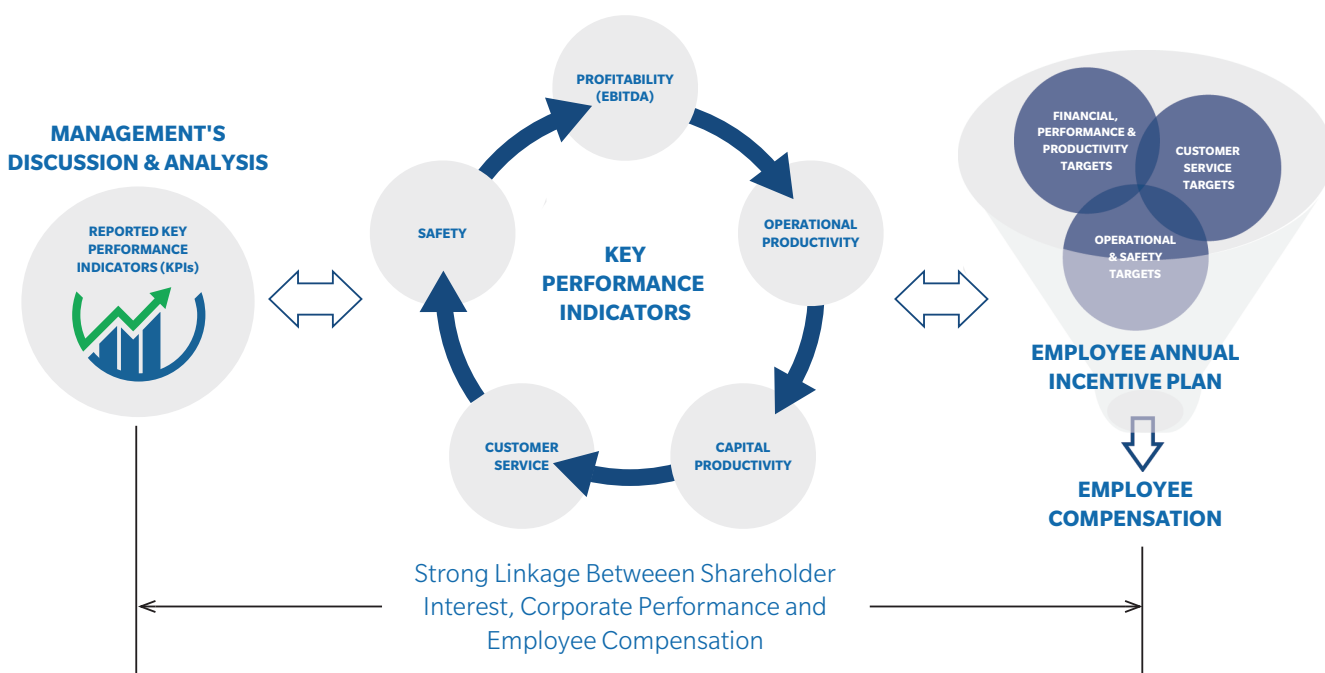 MANAGEMENT'S
DISCUSSION & ANALYSIS
REPORTED KEY
PERFORMANCE
INDICATORS (KPIs)
PROFITABILITY
(EBITDA)
OPERATIONAL
PRODUCTIVITY
CAPITAL
PRODUCTIVITY
CUSTOMER
SERVICE
SAFETY
KEY
PERFORMANCE
INDICATORS
FINANCIAL,
PERFORMANCE &
PRODUCTIVITY
TARGETS
CUSTOMER
SERVICE
TARGETS
OPERATIONAL
& SAFETY
TARGETS
EMPLOYEE ANNUAL
INCENTIVE PLAN
EMPLOYEE
COMPENSATION
Strong Linkage Betweeen Shareholder
Interest, Corporate Performance and
Employee Compensation